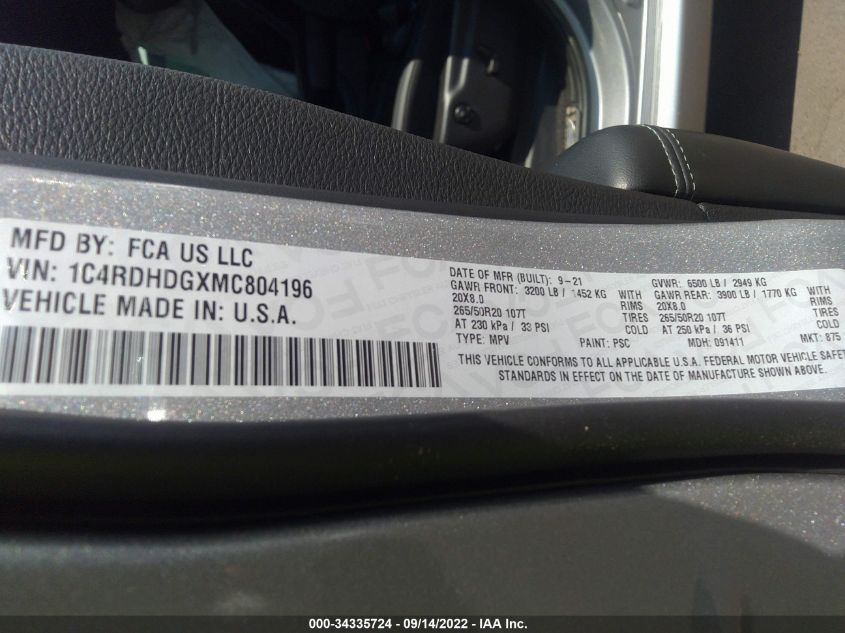 MFD BY: FCA US LLC
VIN: 1C4RDHDGXMC804196
VEHICLE MADE IN: U.S.A.
DATE OF MFR (BUILT): 9-21 GVWR: 6500 LB / 2949 KG
GAWR FRONT: 3200 LB / 1452 KG WITH GAWR REAR: 3900 LB / 1770 KG WITH
20X8.0 RIMS 20X8.0 RIMS
265/50R20 107T TIRES 265/50R20 107T TIRES
AT 230 kPa / 33 PSI COLD AT 250 kPa / 36 PSI COLD
TYPE: MPV PAINT: PSC MDH: 091411 MKT: 875
THIS VEHICLE CONFORMS TO ALL APPLICABLE U.S.A. FEDERAL MOTOR VEHICLE SAFET
STANDARDS IN EFFECT ON THE DATE OF MANUFACTURE SHOWN ABOVE.
000-34335724 - 09/14/2022 - IAA Inc.